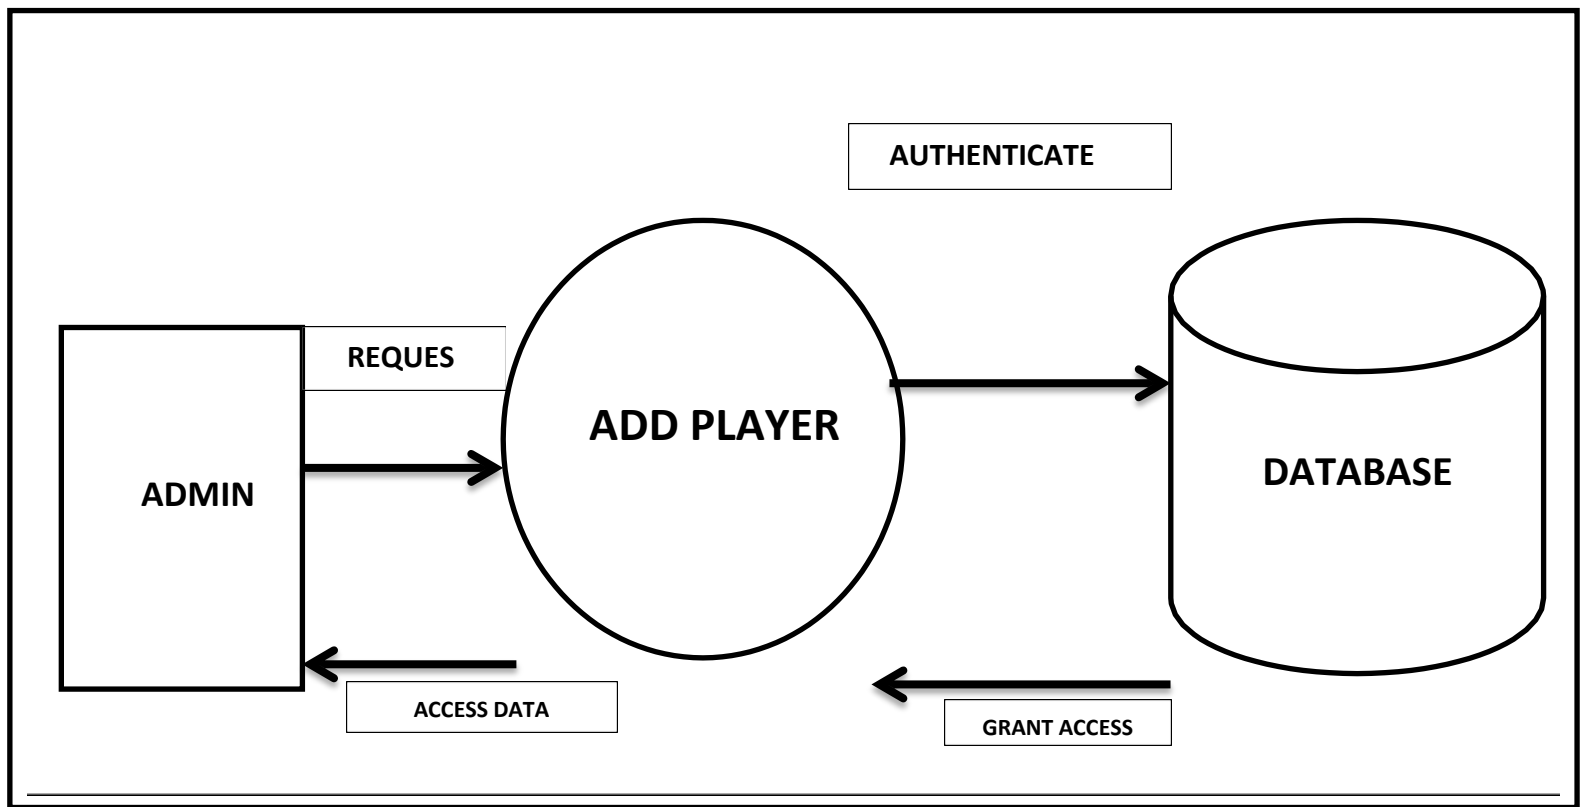 AUTHENTICATE
REQUES
ADD PLAYER
DATABASE
ADMIN
ACCESS DATA
GRANT ACCESS